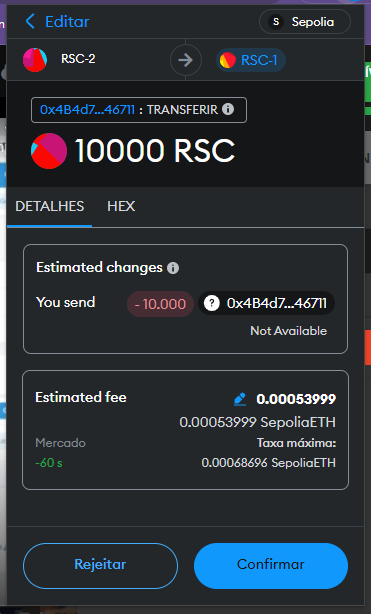 Editar
S Sepolia
RSC-2
RSC-1
0x4B4d7...46711 : TRANSFERIR
10000 RSC
DETALHES HEX
Estimated changes
You send - 10.000 ? 0x4B4d7...46711
Not Available
Estimated fee 0.00053999
0.00053999 SepoliaETH
Mercado Taxa máxima:
-60 s 0.00068696 SepoliaETH
Rejeitar Confirmar